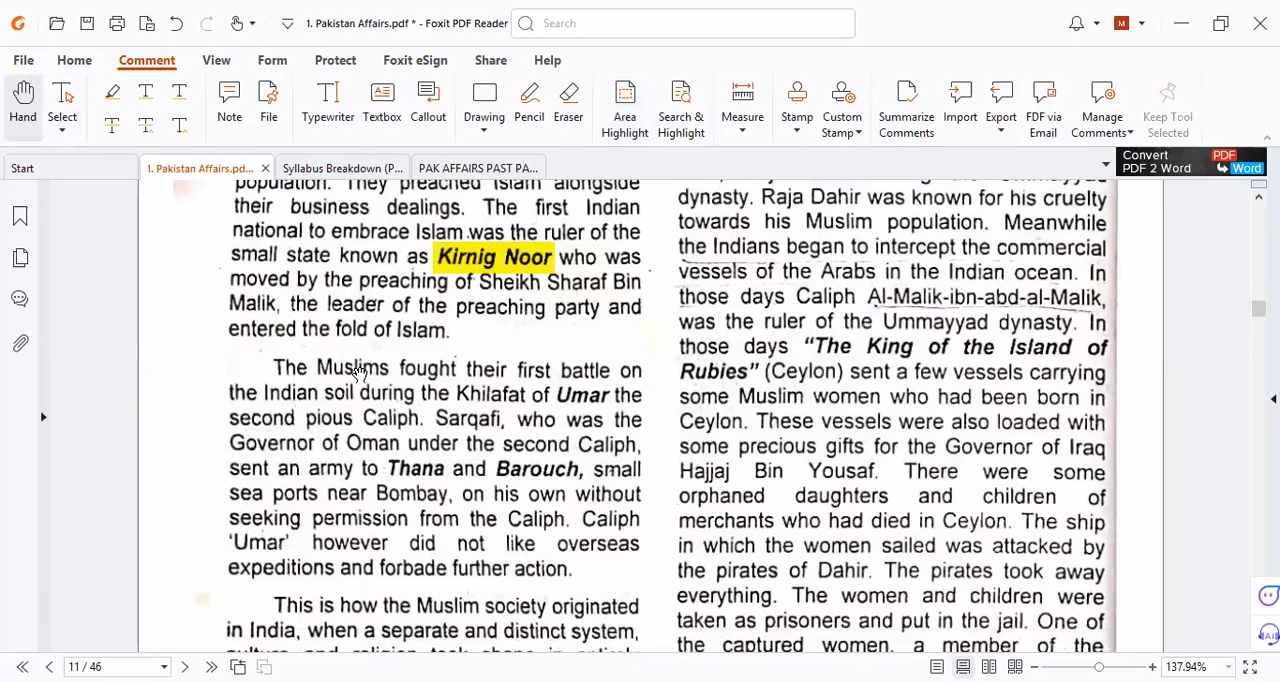 1. Pakistan Affairs.pdf * - Foxit PDF Reader
Search
M
File Home Comment View Form Protect Foxit eSign Share Help
Hand
Select
Note
File
Typewriter
Textbox
Callout
Drawing
Pencil
Eraser
Area
Highlight
Search &
Highlight
Measure
Stamp
Custom
Stamp
Summarize
Comments
Import
Export
FDF via
Email
Manage
Comments
Keep Tool
Selected
Start
1. Pakistan Affairs.pd...
Syllabus Breakdown (P...
PAK AFFAIRS PAST PA...
Convert PDF
PDF 2 Word Word
population. They preached Islam alongside
their business dealings. The first Indian
national to embrace Islam was the ruler of the
small state known as Kirnig Noor who was
moved by the preaching of Sheikh Sharaf Bin
Malik, the leader of the preaching party and
entered the fold of Islam.
The Muslims fought their first battle on
the Indian soil during the Khilafat of Umar the
second pious Caliph. Sarqafi, who was the
Governor of Oman under the second Caliph,
sent an army to Thana and Barouch, small
sea ports near Bombay, on his own without
seeking permission from the Caliph. Caliph
'Umar' however did not like overseas
expeditions and forbade further action.
This is how the Muslim society originated
in India, when a separate and distinct system,
dynasty. Raja Dahir was known for his cruelty
towards his Muslim population. Meanwhile
the Indians began to intercept the commercial
vessels of the Arabs in the Indian ocean. In
those days Caliph Al-Malik-ibn-abd-al-Malik,
was the ruler of the Ummayyad dynasty. In
those days "The King of the Island of
Rubies" (Ceylon) sent a few vessels carrying
some Muslim women who had been born in
Ceylon. These vessels were also loaded with
some precious gifts for the Governor of Iraq
Hajjaj Bin Yousaf. There were some
orphaned daughters and children of
merchants who had died in Ceylon. The ship
in which the women sailed was attacked by
the pirates of Dahir. The pirates took away
everything. The women and children were
taken as prisoners and put in the jail. One of
the captured women, a member of the
11 / 46
137.94%